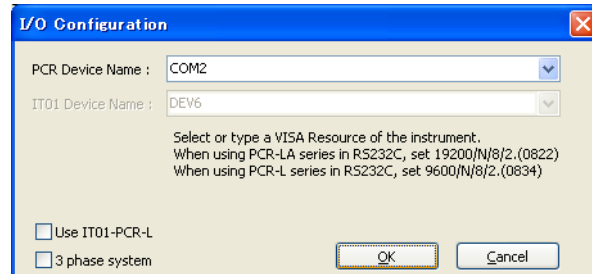 I/O Configuration
PCR Device Name : COM2
IT01 Device Name : DEV6
Select or type a VISA Resource of the instrument.
When using PCR-LA series in RS232C, set 19200/N/8/2.(0822)
When using PCR-L series in RS232C, set 9600/N/8/2.(0834)
Use IT01-PCR-L
3 phase system OK Cancel